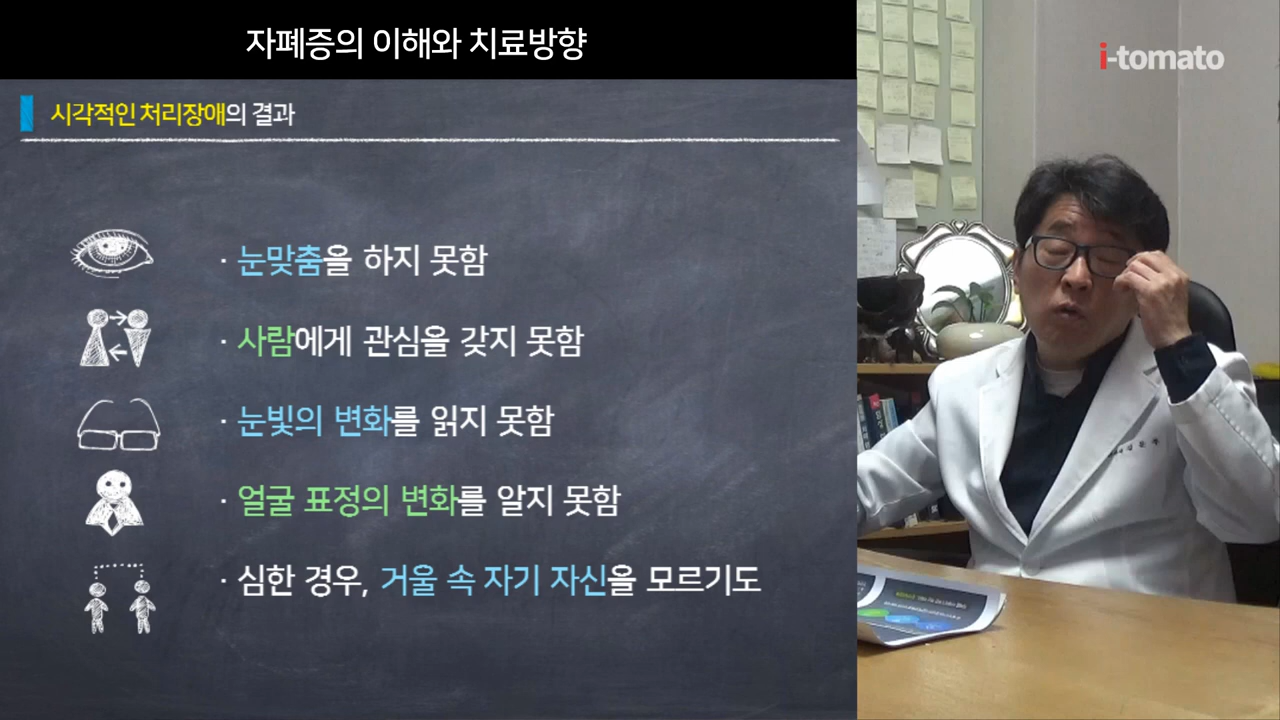 자폐증의 이해와 치료방향
i-tomato
시각적인 처리장애의 결과
· 눈맞춤을 하지 못함
· 사람에게 관심을 갖지 못함
· 눈빛의 변화를 읽지 못함
· 얼굴 표정의 변화를 알지 못함
· 심한 경우, 거울 속 자기 자신을 모르기도